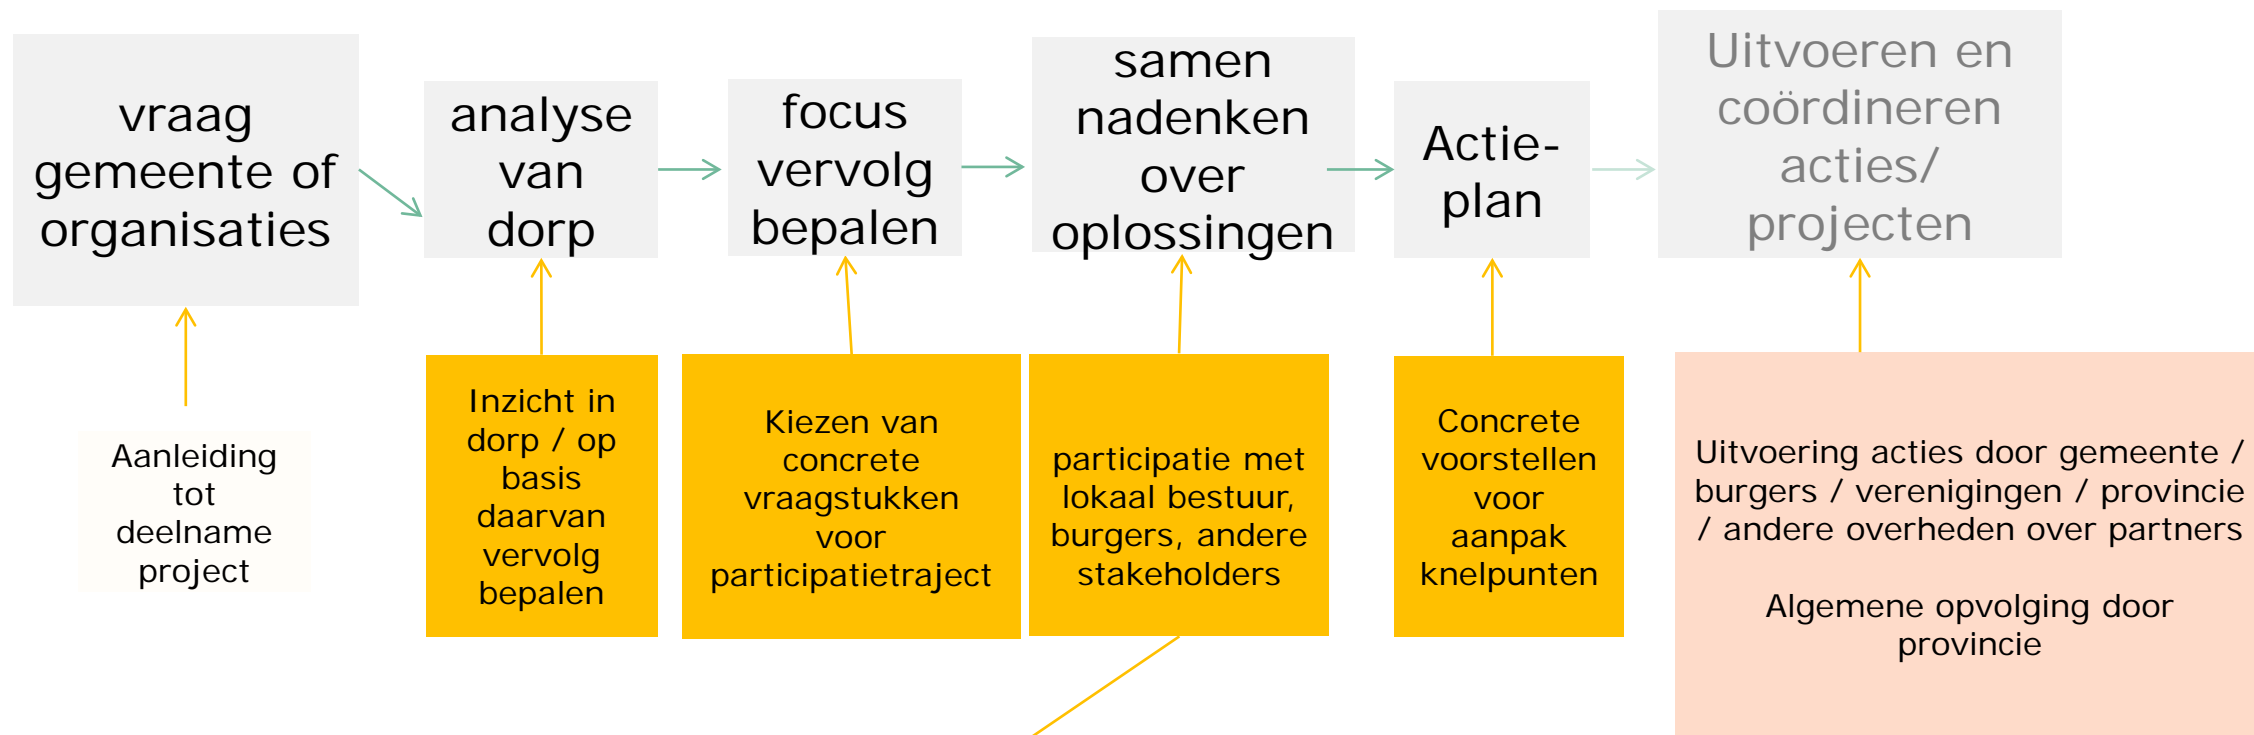 vraag
gemeente of
organisaties
analyse
van
dorp
focus
vervolg
bepalen
samen
nadenken
over
oplossingen
Actie-
plan
Uitvoeren en
coördineren
acties/
projecten
Aanleiding
tot
deelname
project
Inzicht in
dorp / op
basis
daarvan
vervolg
bepalen
Kiezen van
concrete
vraagstukken
voor
participatietraject
participatie met
lokaal bestuur,
burgers, andere
stakeholders
Concrete
voorstellen
voor
aanpak
knelpunten
Uitvoering acties door gemeente /
burgers / verenigingen / provincie
/ andere overheden over partners
Algemene opvolging door
provincie